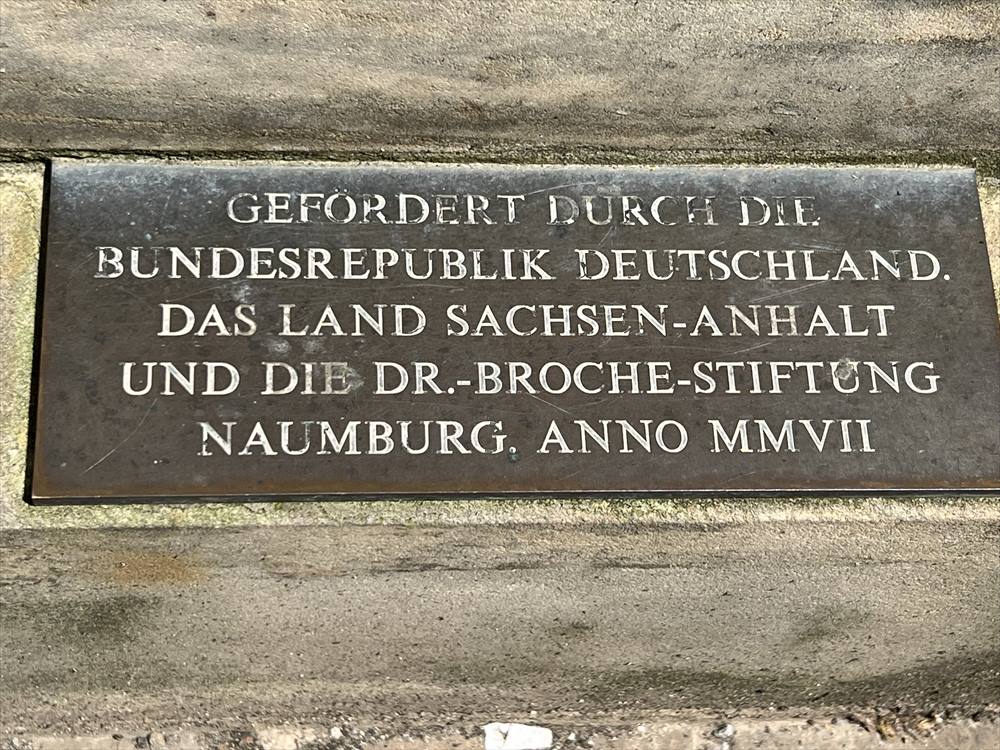 GEFÖRDERT DURCH DIE
BUNDESREPUBLIK DEUTSCHLAND.
DAS LAND SACHSEN-ANHALT
UND DIE DR.-BROCHE-STIFTUNG
NAUMBURG. ANNO MMVII